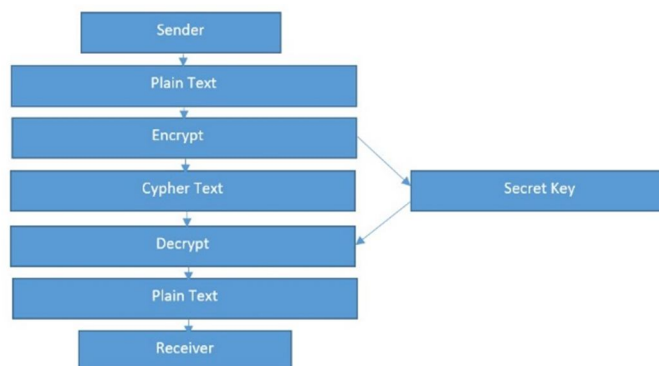 Sender
Plain Text
Encrypt
Cypher Text
Secret Key
Decrypt
Plain Text
Receiver